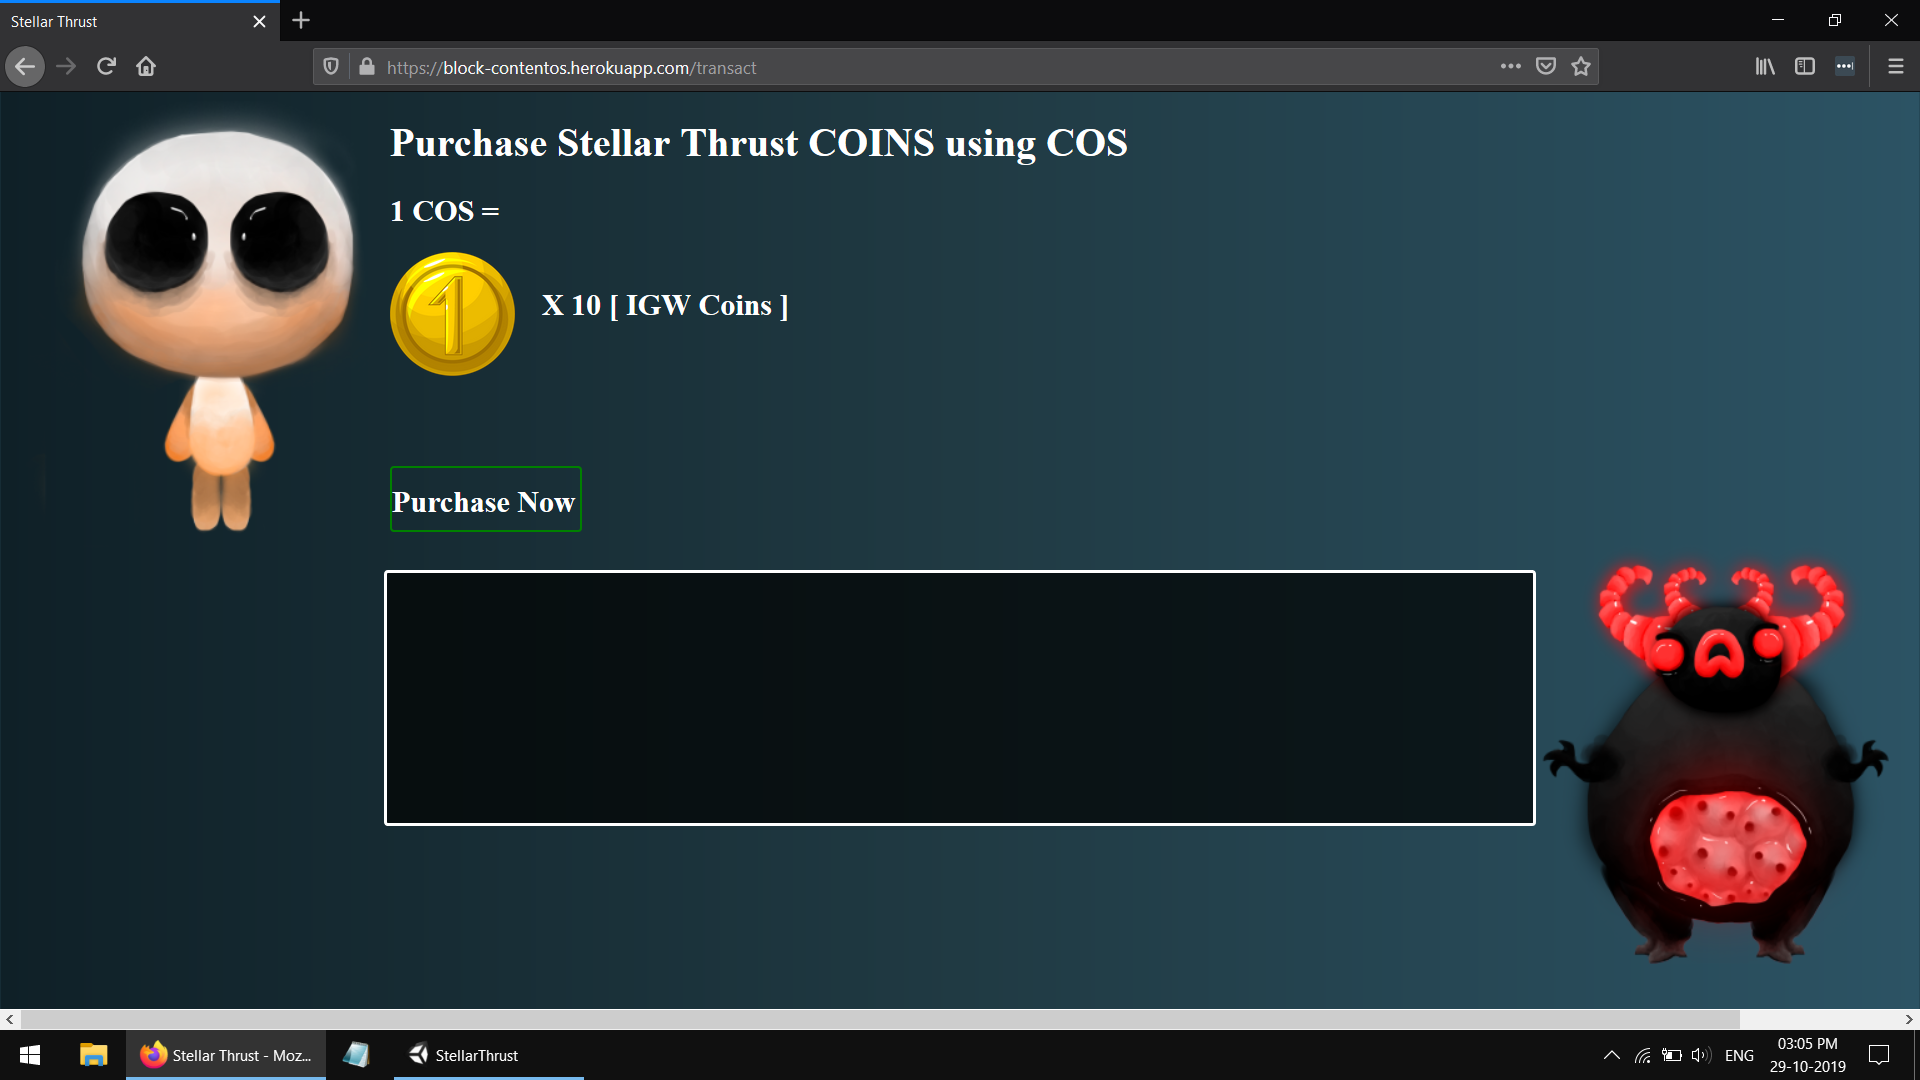 Stellar Thrust
https://block-contentos.herokuapp.com/transact
Purchase Stellar Thrust COINS using COS
1 COS =
1
X 10 [ IGW Coins ]
Purchase Now
Stellar Thrust - Moz...
StellarThrust
ENG
03:05 PM
29-10-2019